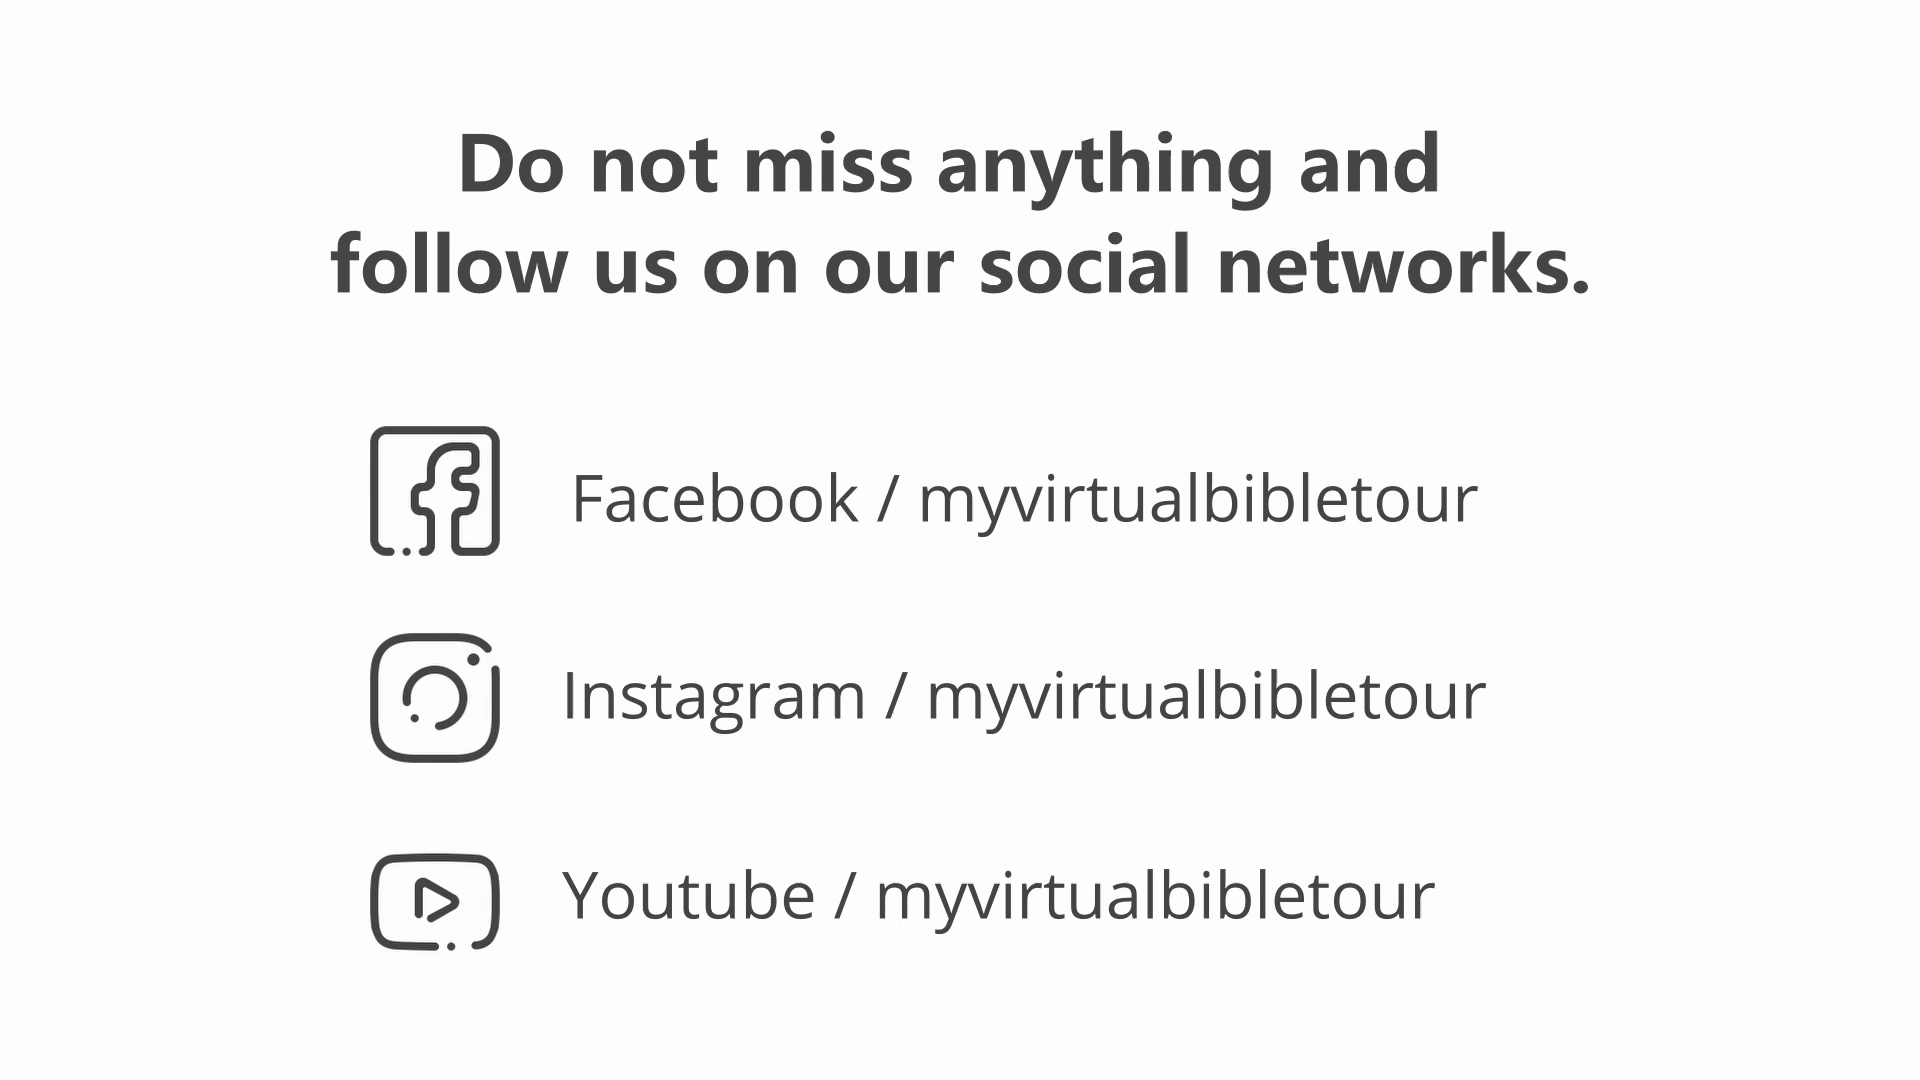 Do not miss anything and
follow us on our social networks.
Facebook / myvirtualbibletour
Instagram / myvirtualbibletour
Youtube / myvirtualbibletour